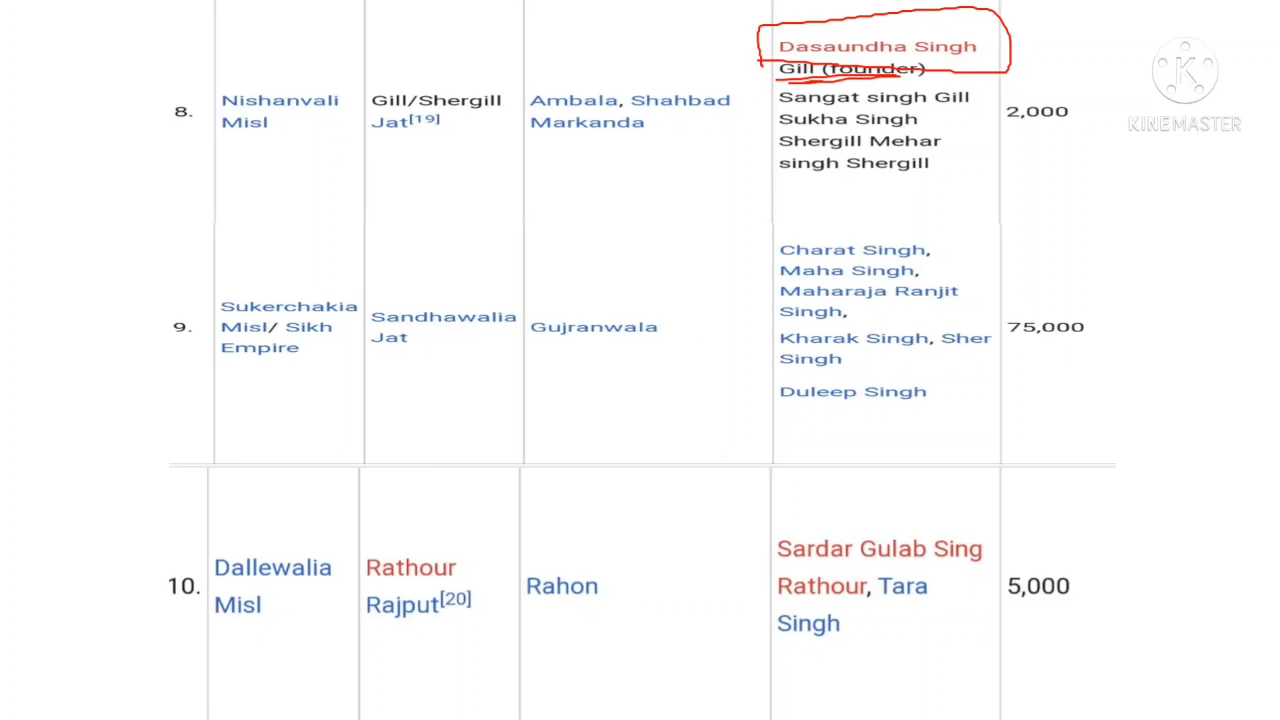 Dasaundha Singh
Gill (founder)
8.
Nishanvali
Misl
Gill/Shergill
Jat[19]
Ambala, Shahbad
Markanda
Sangat singh Gill
Sukha Singh
Shergill Mehar
singh Shergill
2,000
K
KINEMASTER
9.
Sukerchakia
Misl/ Sikh
Empire
Sandhawalia
Jat
Gujranwala
Charat Singh,
Maha Singh,
Maharaja Ranjit
Singh,
Kharak Singh, Sher
Singh
Duleep Singh
75,000
10.
Dallewalia
Misl
Rathour
Rajput[20]
Rahon
Sardar Gulab Sing
Rathour, Tara
Singh
5,000